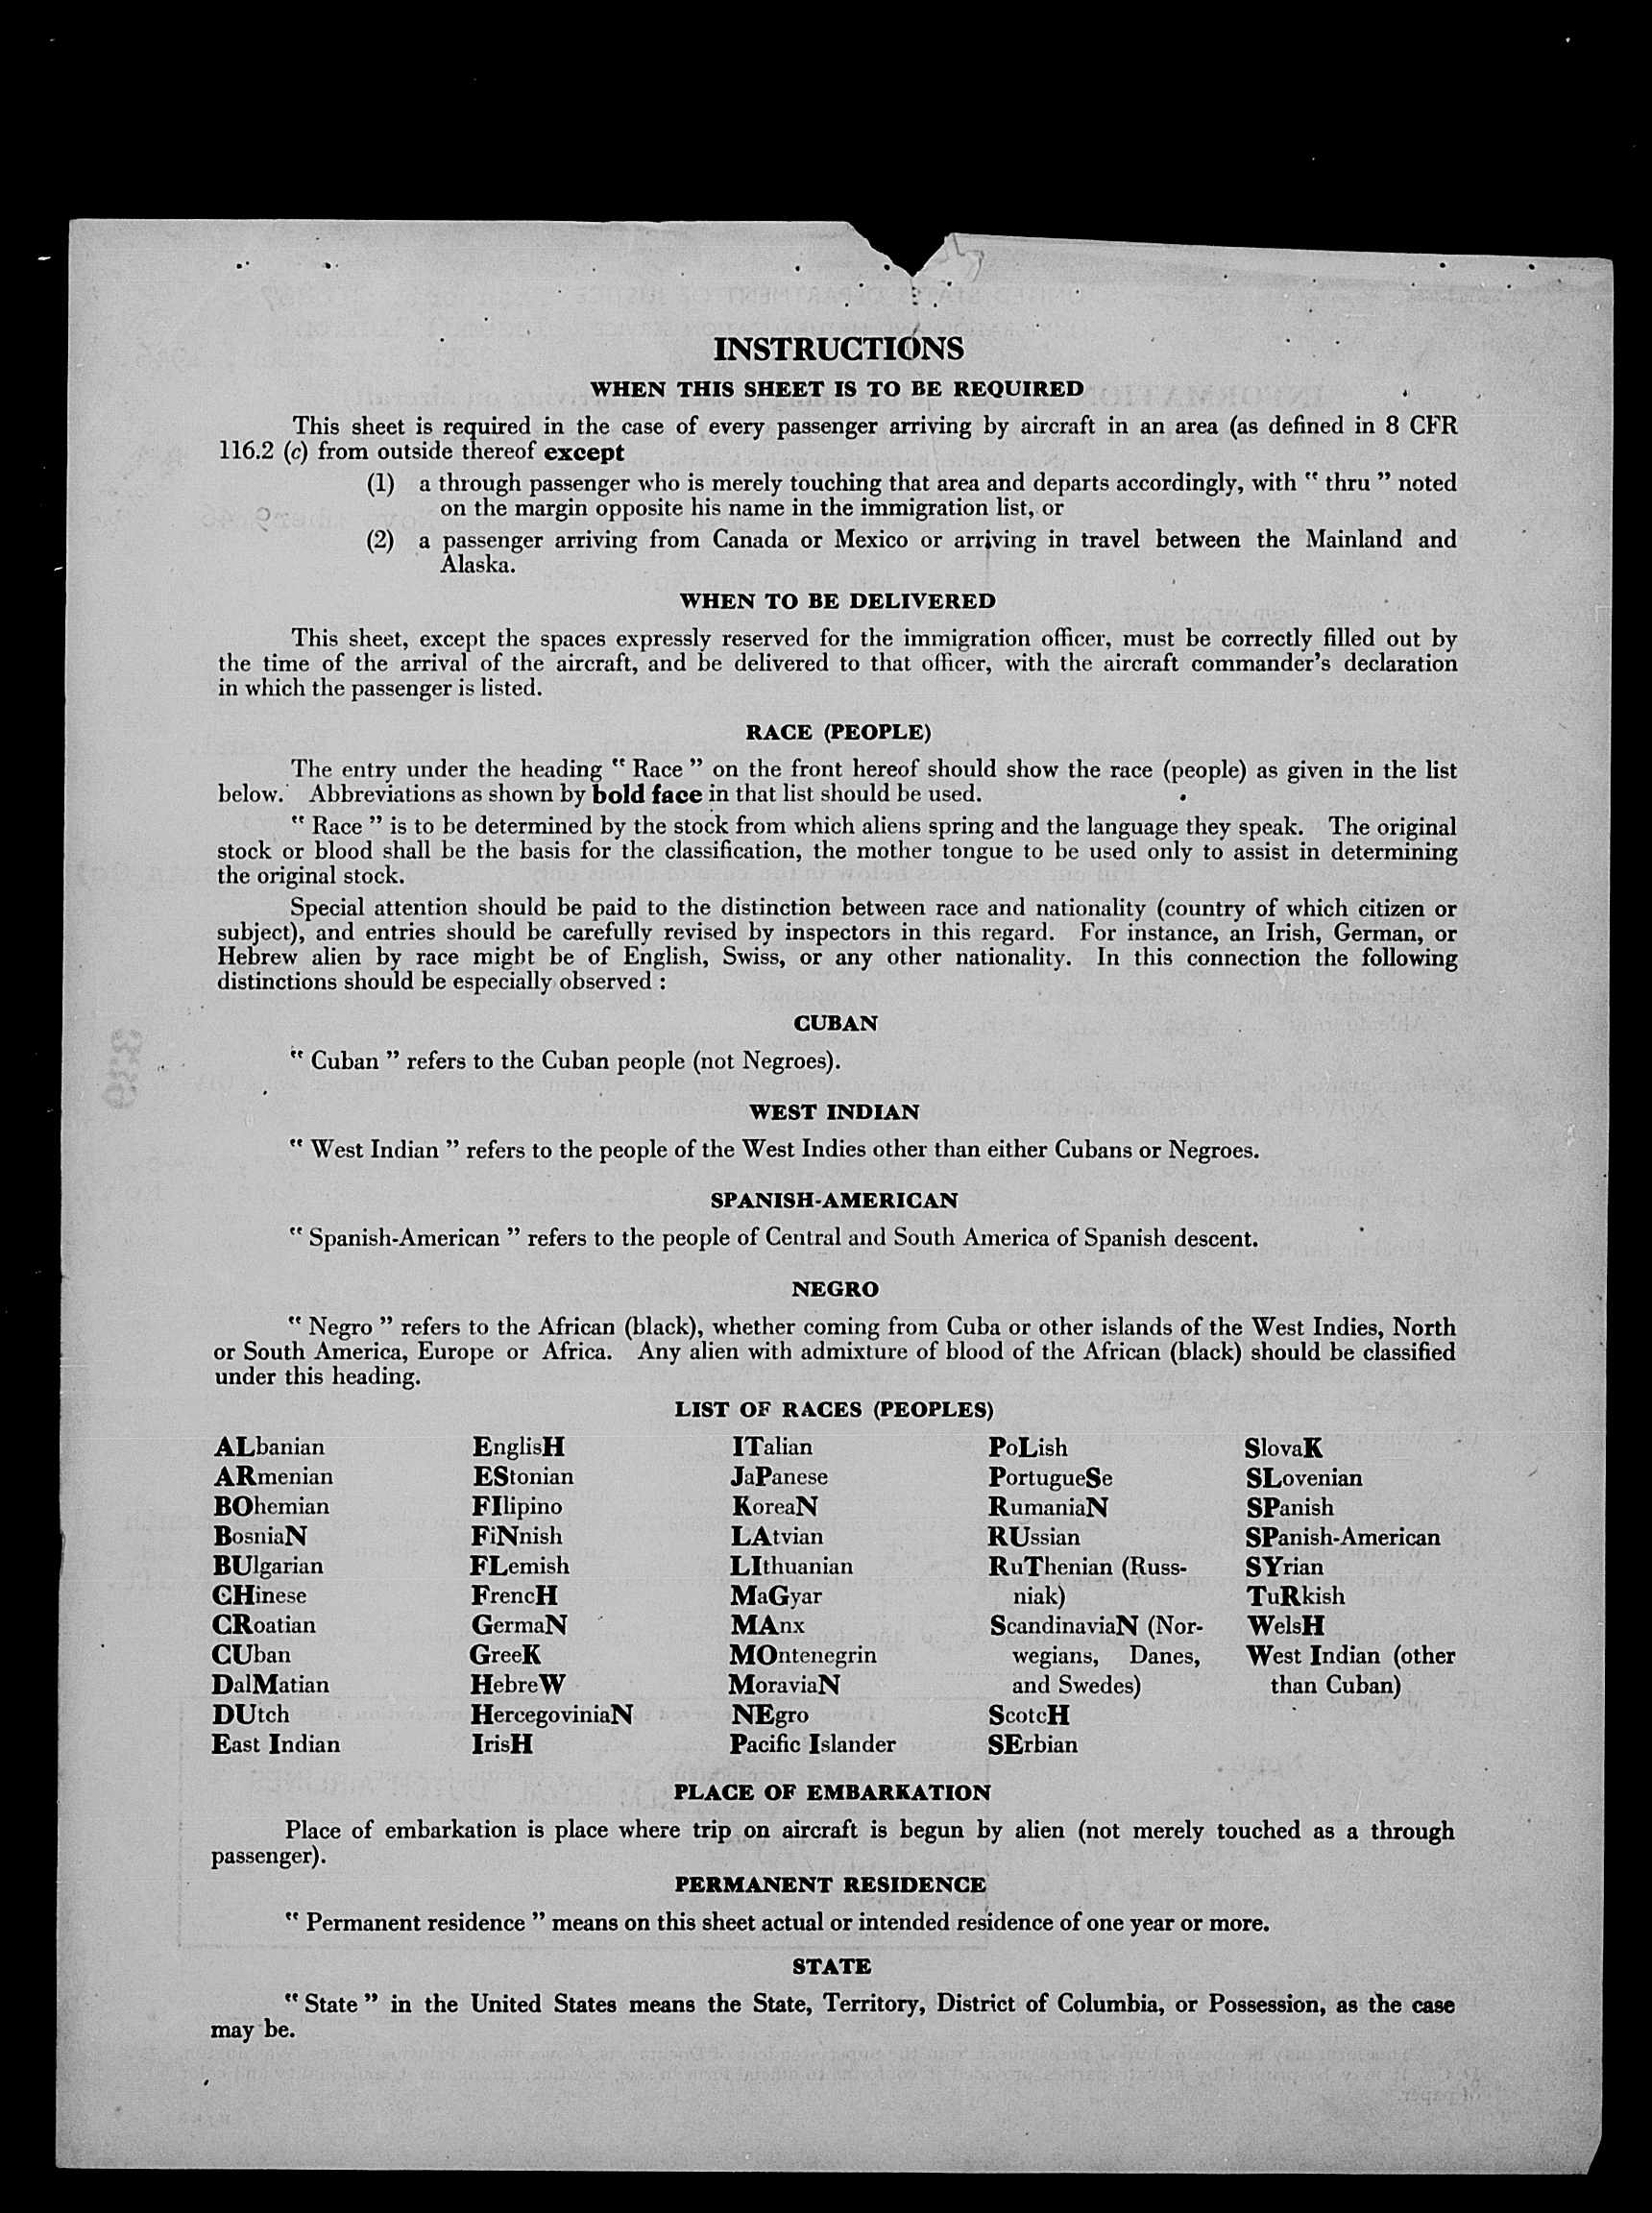 INSTRUCTIONS
WHEN THIS SHEET IS TO BE REQUIRED
This sheet is required in the case of every passenger arriving by aircraft in an area (as defined in 8 CFR
116.2 (c) from outside thereof except
(1) a through passenger who is merely touching that area and departs accordingly, with " thru " noted
on the margin opposite his name in the immigration list, or
(2) a passenger arriving from Canada or Mexico or arriving in travel between the Mainland and
Alaska.
WHEN TO BE DELIVERED
This sheet, except the spaces expressly reserved for the immigration officer, must be correctly filled out by
the time of the arrival of the aircraft, and be delivered to that officer, with the aircraft commander's declaration
in which the passenger is listed.
RACE (PEOPLE)
The entry under the heading " Race " on the front hereof should show the race (people) as given in the list
below. Abbreviations as shown by bold face in that list should be used.
" Race " is to be determined by the stock from which aliens spring and the language they speak. The original
stock or blood shall be the basis for the classification, the mother tongue to be used only to assist in determining
the original stock.
Special attention should be paid to the distinction between race and nationality (country of which citizen or
subject), and entries should be carefully revised by inspectors in this regard. For instance, an Irish, German, or
Hebrew alien by race might be of English, Swiss, or any other nationality. In this connection the following
distinctions should be especially observed :
CUBAN
" Cuban " refers to the Cuban people (not Negroes).
WEST INDIAN
" West Indian " refers to the people of the West Indies other than either Cubans or Negroes.
SPANISH-AMERICAN
" Spanish-American " refers to the people of Central and South America of Spanish descent.
NEGRO
" Negro " refers to the African (black), whether coming from Cuba or other islands of the West Indies, North
or South America, Europe or Africa. Any alien with admixture of blood of the African (black) should be classified
under this heading.
LIST OF RACES (PEOPLES)
ALbanian
ARmenian
BOhemian
BosniaN
BUlgarian
CHinese
CRoatian
CUban
DalMatian
DUtch
East Indian
EnglisH
EStonian
FIlipino
FiNnish
FLemish
FrencH
GermaN
GreeK
HebreW
HercegoviniaN
IrisH
ITalian
JaPanese
KoreaN
LAtvian
LIthuanian
MaGyar
MAnx
MOntenegrin
MoraviaN
NEgro
Pacific Islander
PoLish
PortugueSe
RumaniaN
RUssian
RuThenian (Russ-
niak)
ScandinaviaN (Nor-
wegians, Danes,
and Swedes)
ScotcH
SErbian
SlovaK
SLovenian
SPanish
SPanish-American
SYrian
TuRkish
WelsH
West Indian (other
than Cuban)
PLACE OF EMBARKATION
Place of embarkation is place where trip on aircraft is begun by alien (not merely touched as a through
passenger).
PERMANENT RESIDENCE
" Permanent residence " means on this sheet actual or intended residence of one year or more.
STATE
" State " in the United States means the State, Territory, District of Columbia, or Possession, as the case
may be.